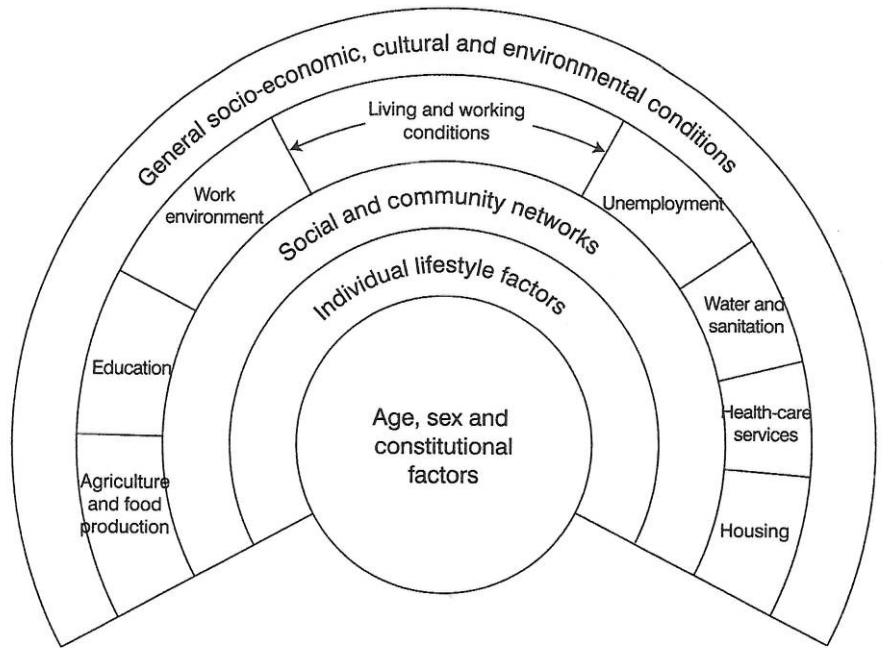 General socio-economic, cultural and environmental conditions
Living and working
conditions
Work
environment
Unemployment
Social and community networks
Individual lifestyle factors
Water and
sanitation
Education
Age, sex and
constitutional
factors
Health-care
services
Agriculture
and food
production
Housing